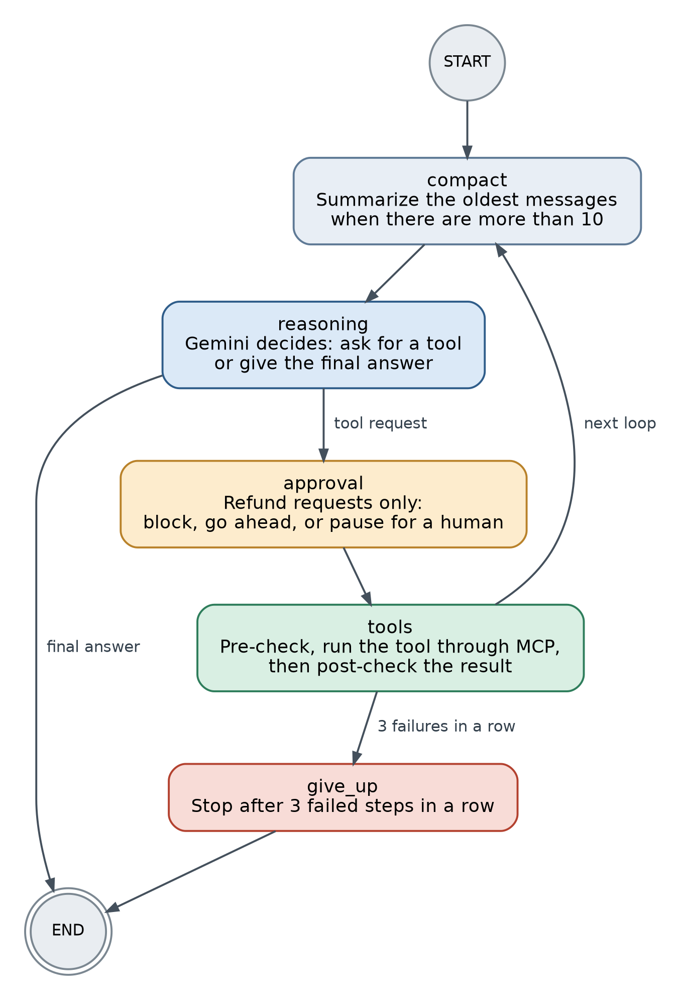 START
compact
Summarize the oldest messages
when there are more than 10
reasoning
Gemini decides: ask for a tool
or give the final answer
tool request
next loop
approval
Refund requests only:
block, go ahead, or pause for a human
tools
Pre-check, run the tool through MCP,
then post-check the result
final answer
3 failures in a row
give_up
Stop after 3 failed steps in a row
END